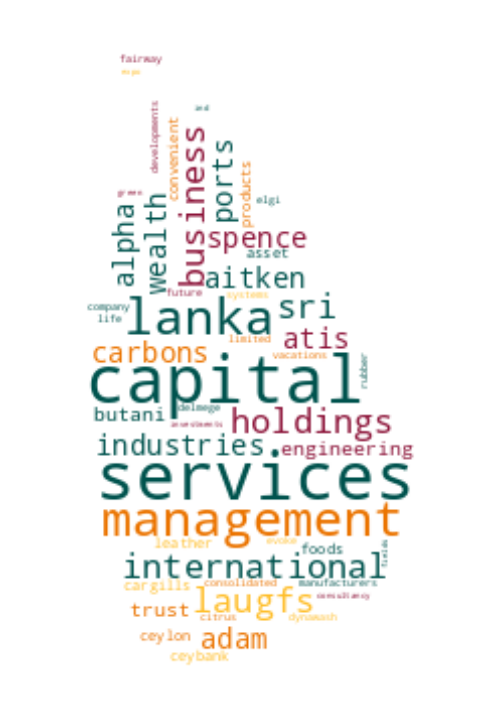 fairway
expo
ind
developments
convenient
business
ports
products
green
elgi
alpha
wealth
spence
asset
aitken
future
systems
company
life
lanka
sri
limited
atis
carbons
vacations
capital
rubber
butani
delmege
holdings
investments
industries
engineering
services
management
leather
evoke
foods
fields
international
cargills
consolidated
manufacturers
laugfs
consultancy
trust
citrus
dynawash
ceylon
adam
ceybank